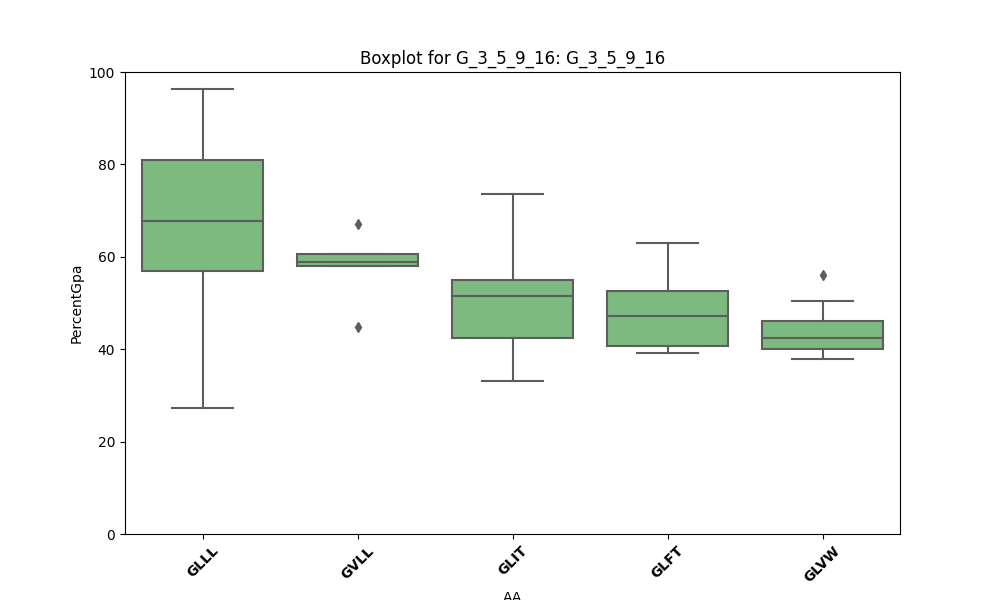 Boxplot for G_3_5_9_16: G_3_5_9_16
PercentGpa
100
80
60
40
20
0
GLLL
GVLL
GLIT
GLFT
GLVW
AA